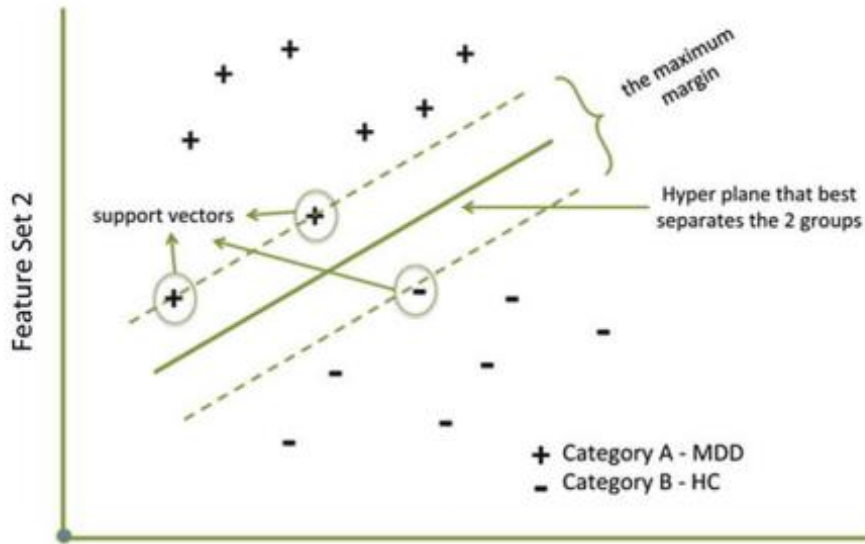 the maximum
margin
Feature Set 2
support vectors
Hyper plane that best
separates the 2 groups
+ Category A - MDD
- Category B - HC